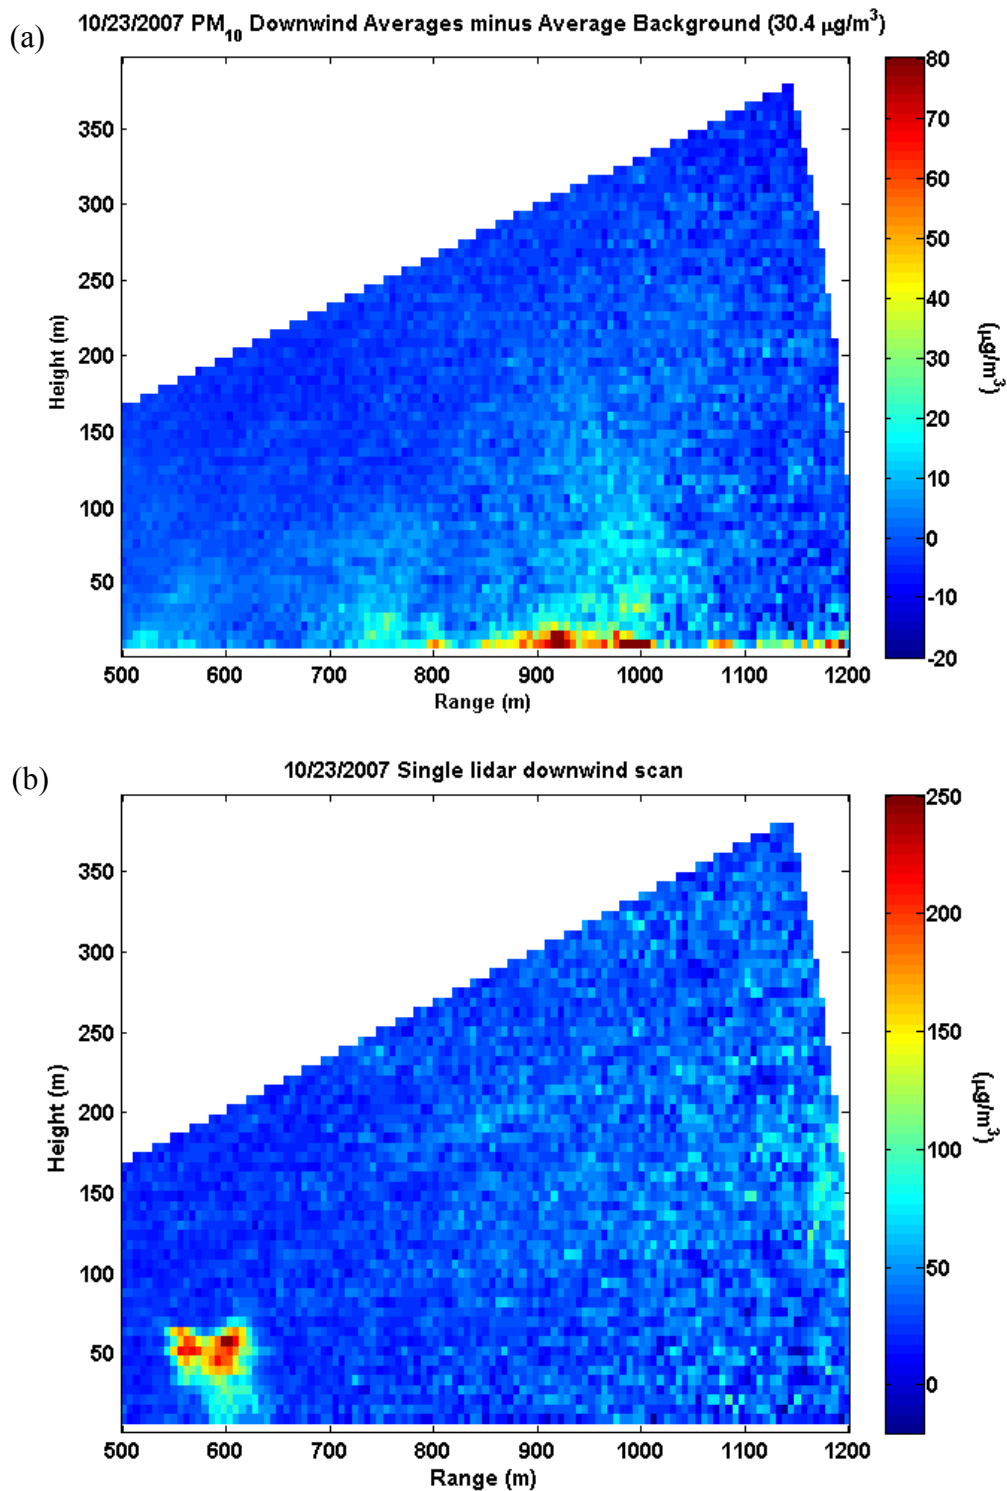 (a)
10/23/2007 PM10 Downwind Averages minus Average Background (30.4 μg/m3)
350
300
250
200
150
100
50
Height (m)
500 600 700 800 900 1000 1100 1200
Range (m)
80
70
60
50
40
30
20
10
0
-10
-20
(μg/m3)
(b)
10/23/2007 Single lidar downwind scan
350
300
250
200
150
100
50
Height (m)
500 600 700 800 900 1000 1100 1200
Range (m)
250
200
150
100
50
0
(μg/m3)